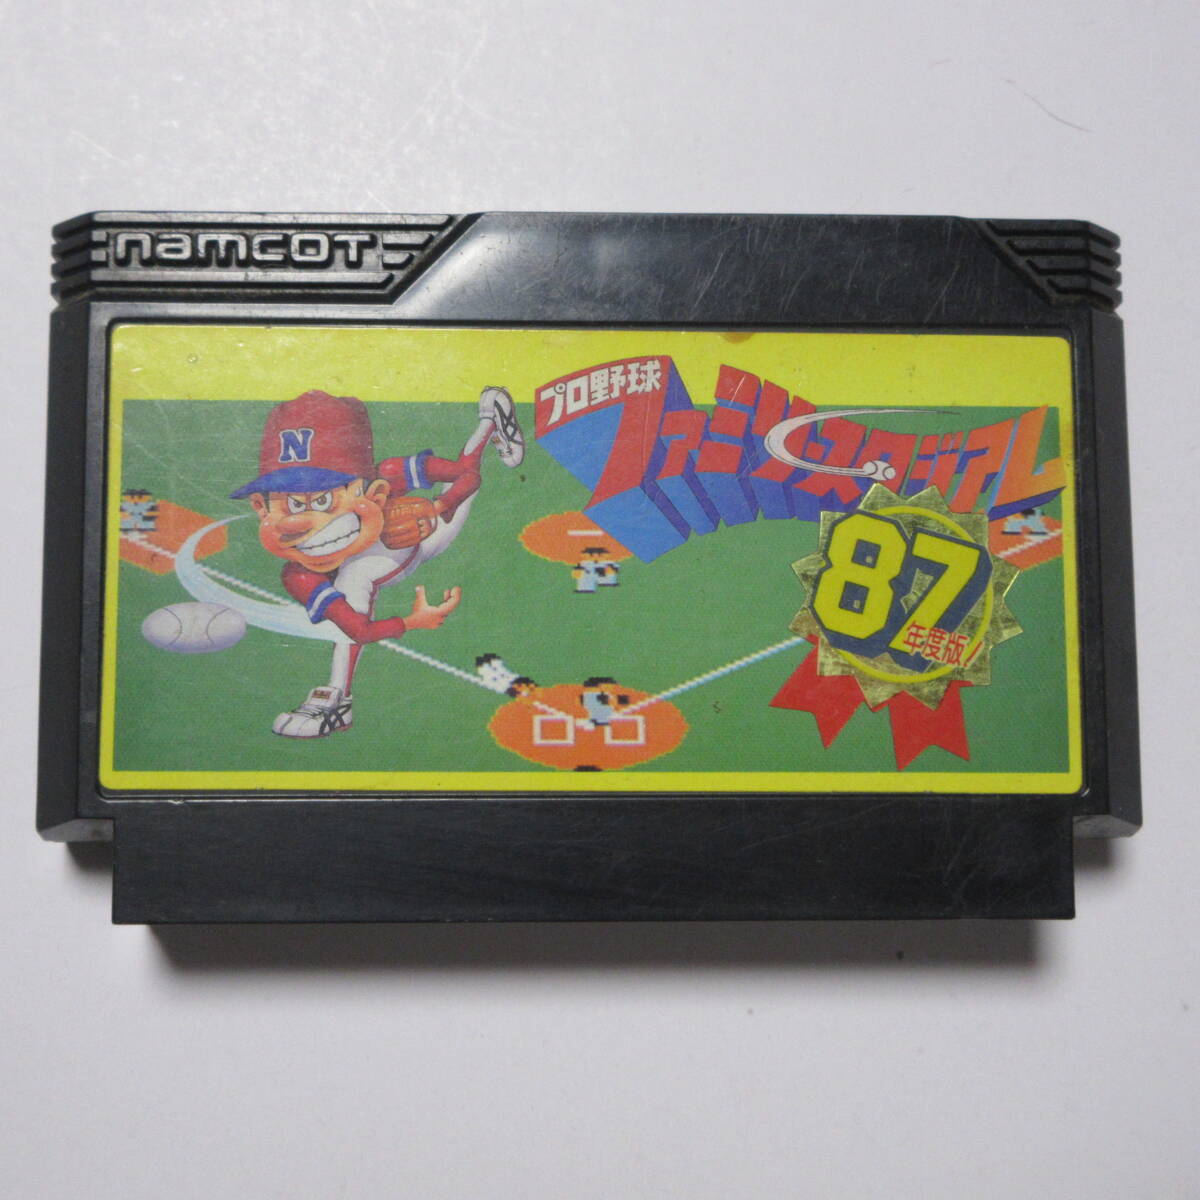 namcot
プロ野球
ファミリースタジアム
N
87
年度版!